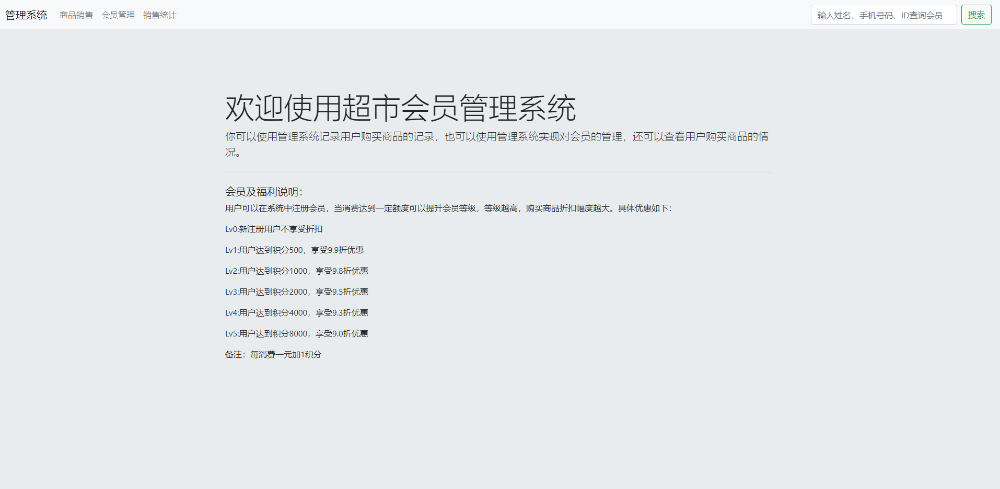 管理系统 商品销售 会员管理 销售统计 输入姓名、手机号码、ID查询会员 搜索
欢迎使用超市会员管理系统
你可以使用管理系统记录用户购买商品的记录，也可以使用管理系统实现对会员的管理，还可以查看用户购买商品的情
况。
会员及福利说明：
用户可以在系统中注册会员，当消费达到一定额度可以提升会员等级，等级越高，购买商品折扣幅度越大。具体优惠如下：
Lv0:新注册用户不享受折扣
Lv1:用户达到积分500，享受9.9折优惠
Lv2:用户达到积分1000，享受9.8折优惠
Lv3:用户达到积分2000，享受9.5折优惠
Lv4:用户达到积分4000，享受9.3折优惠
Lv5:用户达到积分8000，享受9.0折优惠
备注：每消费一元加1积分